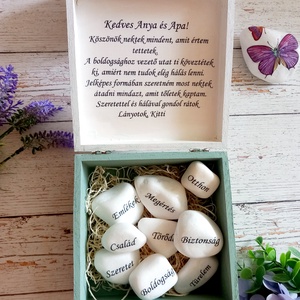 Kedves Anya és Apa!
Köszönök nektek mindent, amit értem
tettetek.
A boldogsághoz vezető utat ti követtétek
ki, amiért nem tudok elég hálás lenni.
Jelképes formában szeretném most nektek
átadni mindazt, amit tőletek kaptam.
Szeretettel és hálával gondol rátok
Lányotok, Kitti
Otthon
Emlékek
Megértés
Család
Törőd
Biztonság
Szeretet
Boldogság
Türelem